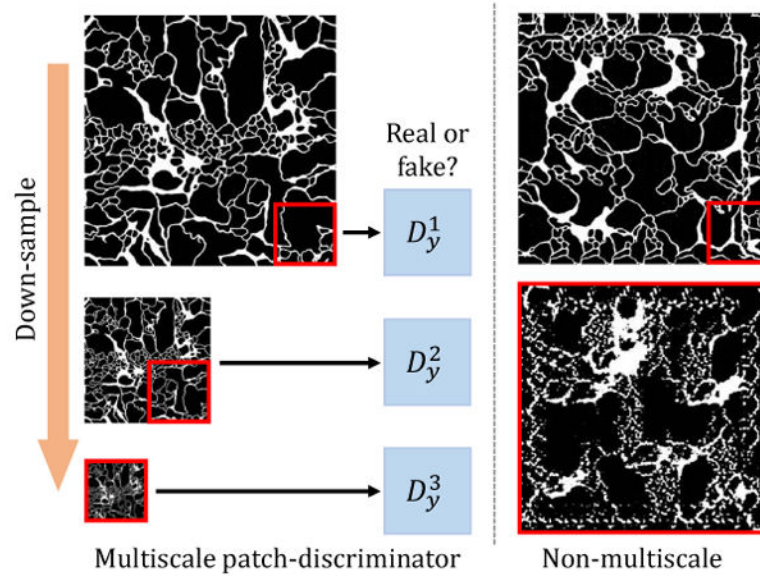 Down-sample
Real or
fake?
D_y^1
D_y^2
D_y^3
Multiscale patch-discriminator
Non-multiscale